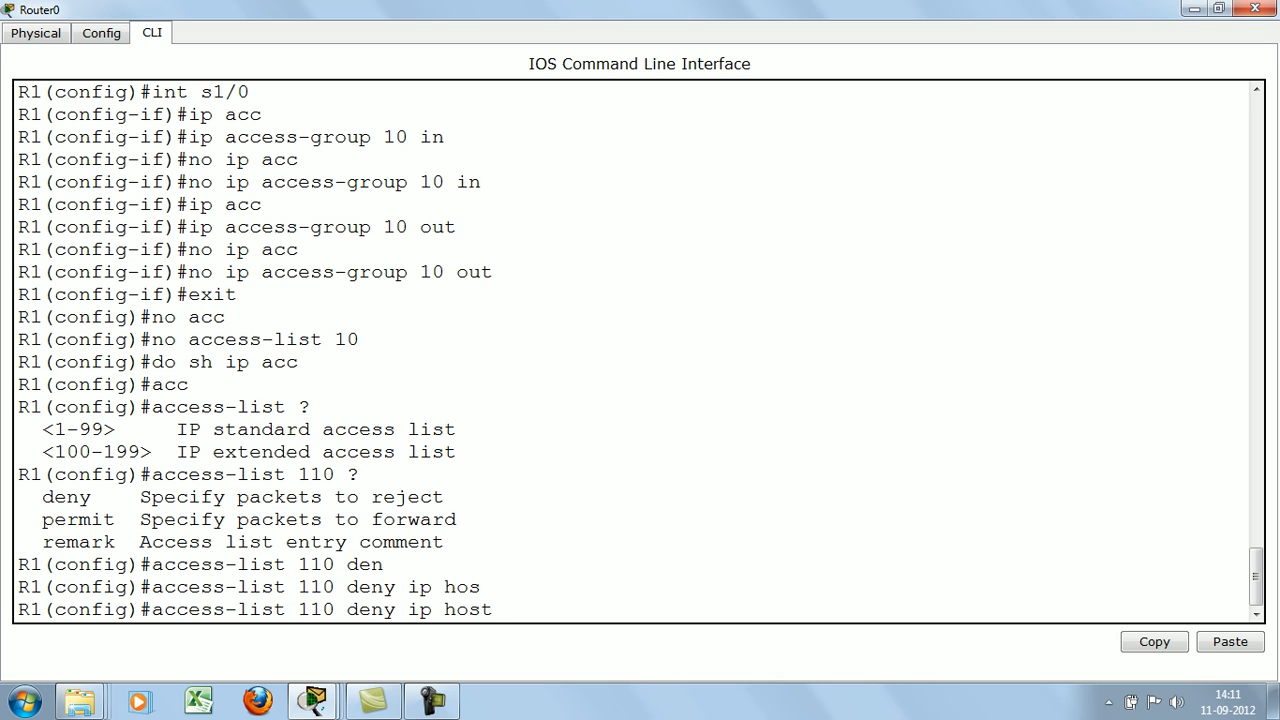 Router0
Physical Config CLI
IOS Command Line Interface
R1(config)#int s1/0
R1(config-if)#ip acc
R1(config-if)#ip access-group 10 in
R1(config-if)#no ip acc
R1(config-if)#no ip access-group 10 in
R1(config-if)#ip acc
R1(config-if)#ip access-group 10 out
R1(config-if)#no ip acc
R1(config-if)#no ip access-group 10 out
R1(config-if)#exit
R1(config)#no acc
R1(config)#no access-list 10
R1(config)#do sh ip acc
R1(config)#acc
R1(config)#access-list ?
<1-99> IP standard access list
<100-199> IP extended access list
R1(config)#access-list 110 ?
deny Specify packets to reject
permit Specify packets to forward
remark Access list entry comment
R1(config)#access-list 110 den
R1(config)#access-list 110 deny ip hos
R1(config)#access-list 110 deny ip host
Copy Paste
14:11
11-09-2012